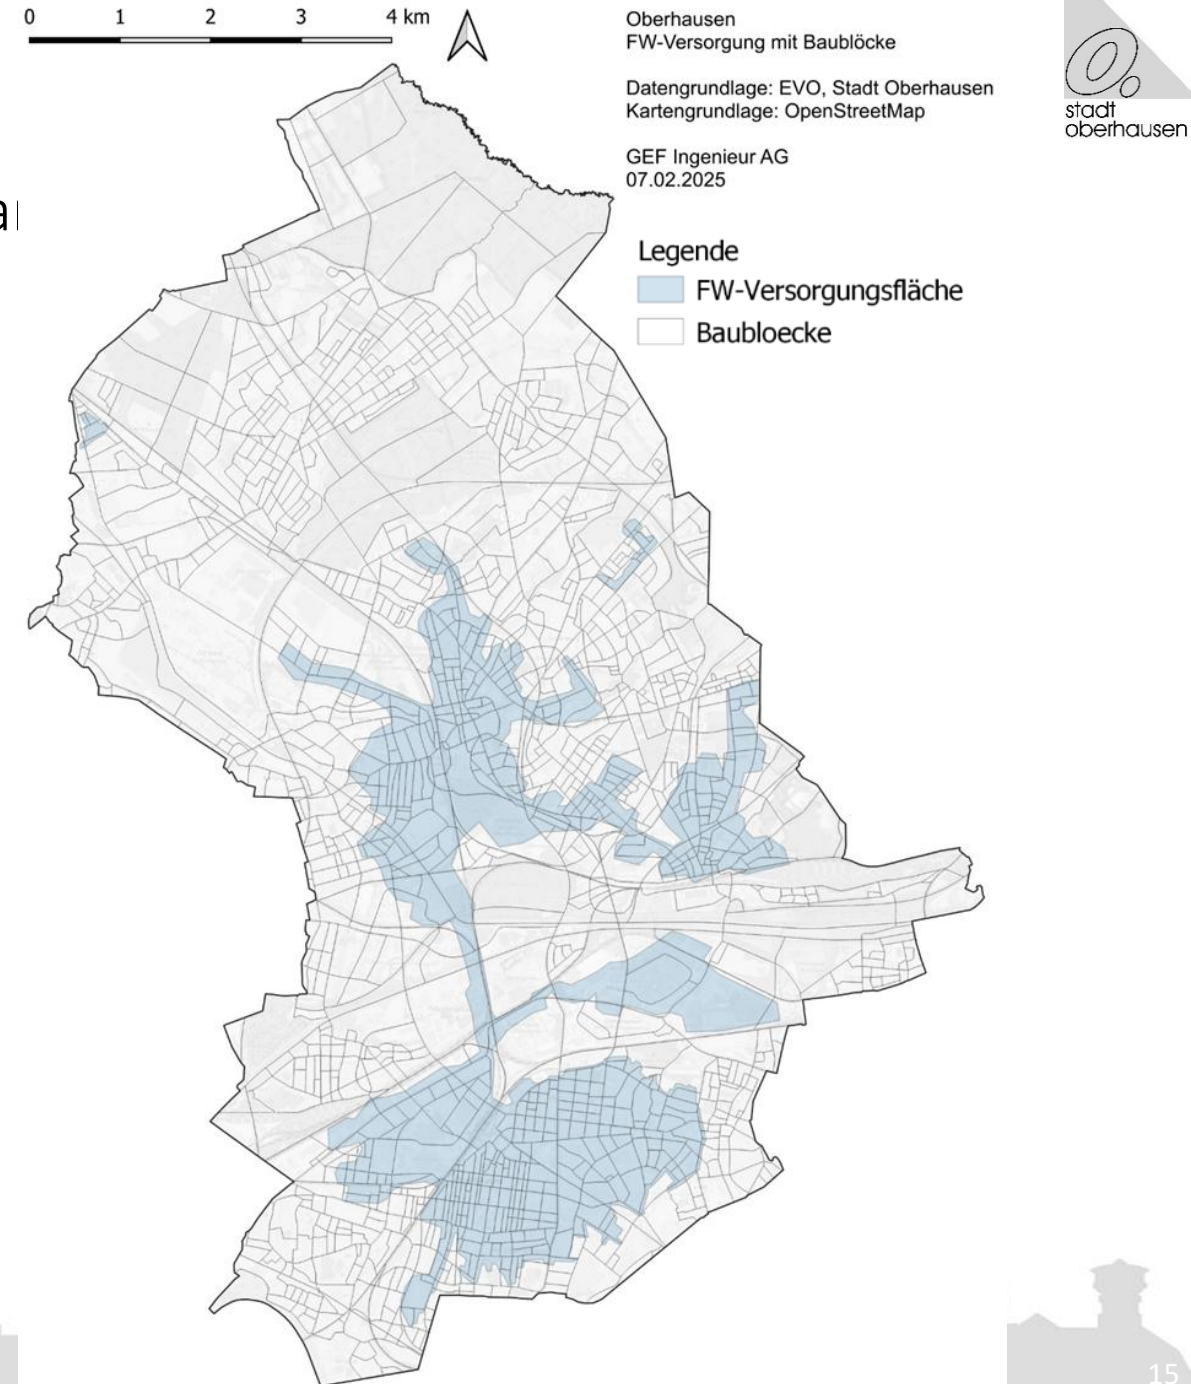 0 1 2 3 4 km
Oberhausen
FW-Versorgung mit Baublöcke
Datengrundlage: EVO, Stadt Oberhausen
Kartengrundlage: OpenStreetMap
GEF Ingenieur AG
07.02.2025
stadt
oberhausen
Legende
FW-Versorgungsfläche
Baubloecke
15